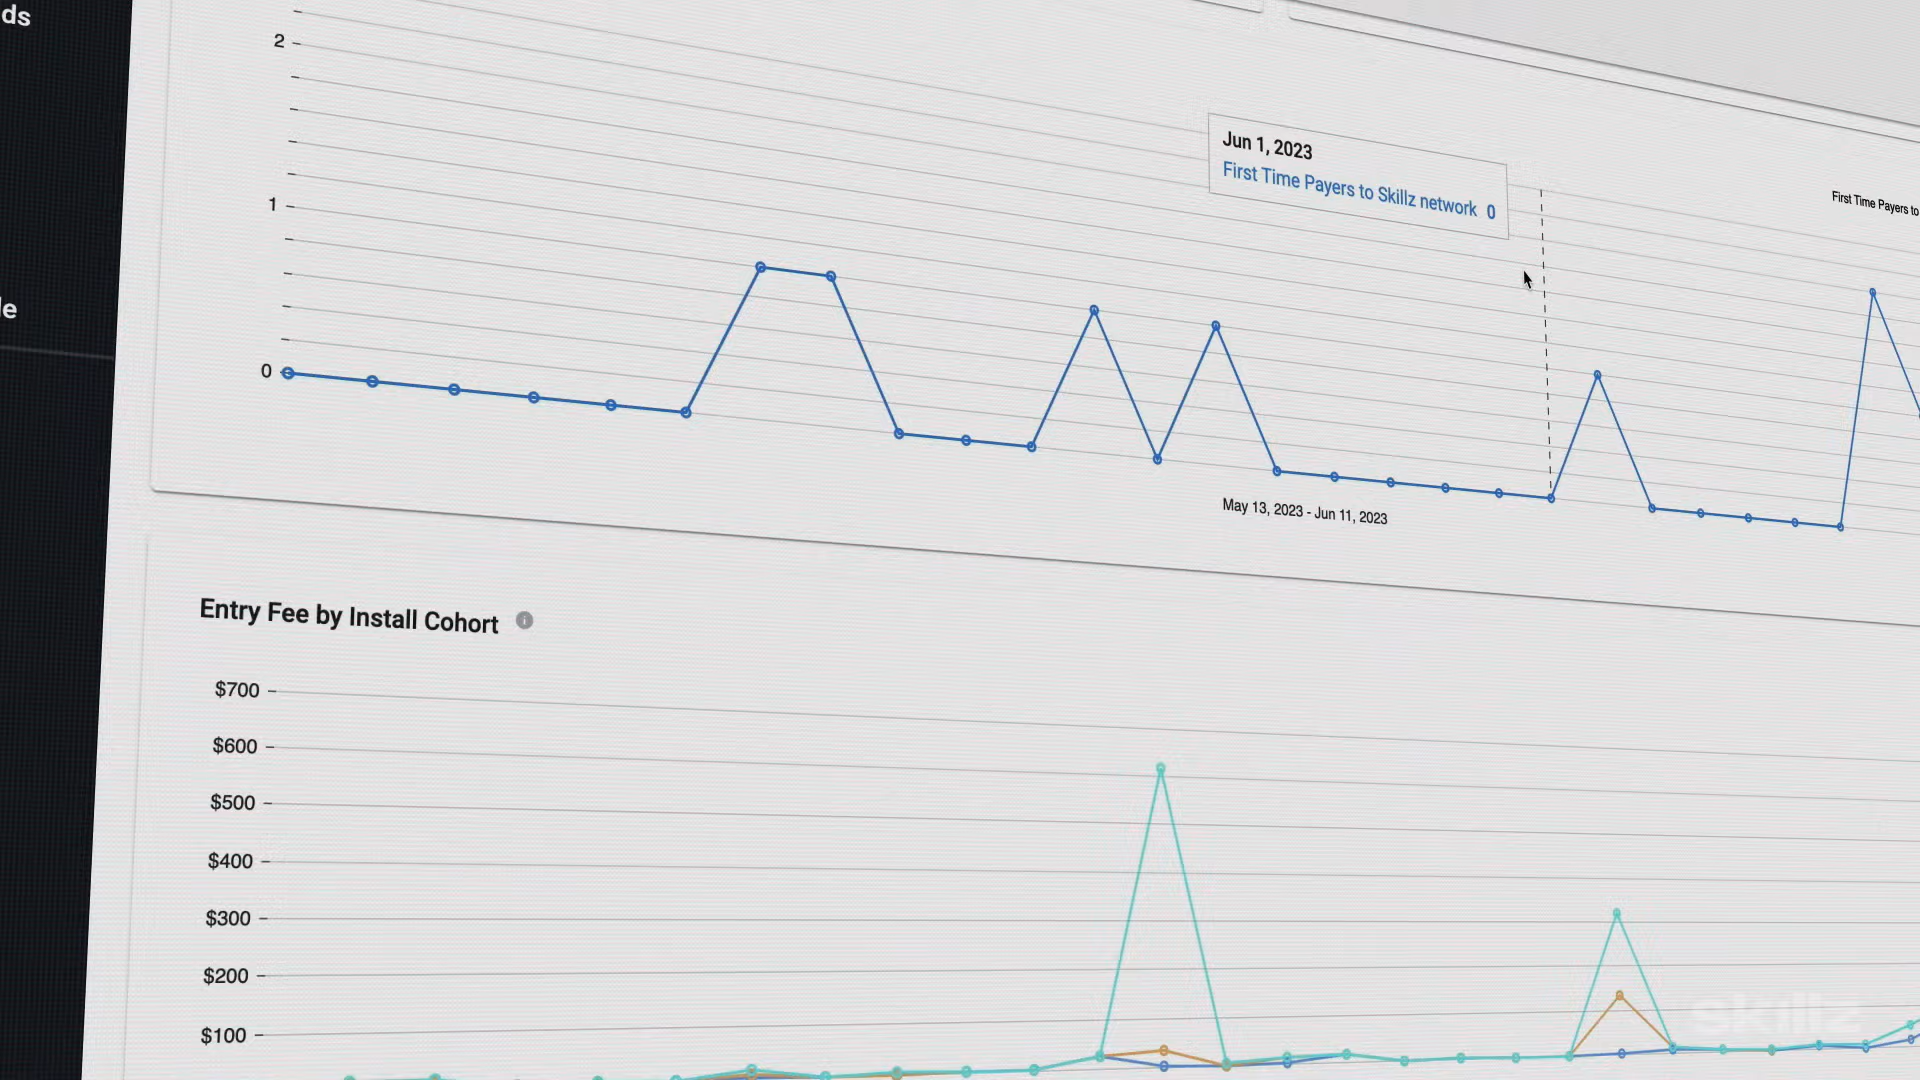 ds
le
2
1
0
Jun 1, 2023
First Time Payers to Skillz network 0
First Time Payers to
May 13, 2023 - Jun 11, 2023
Entry Fee by Install Cohort
$700
$600
$500
$400
$300
$200
$100
skillz